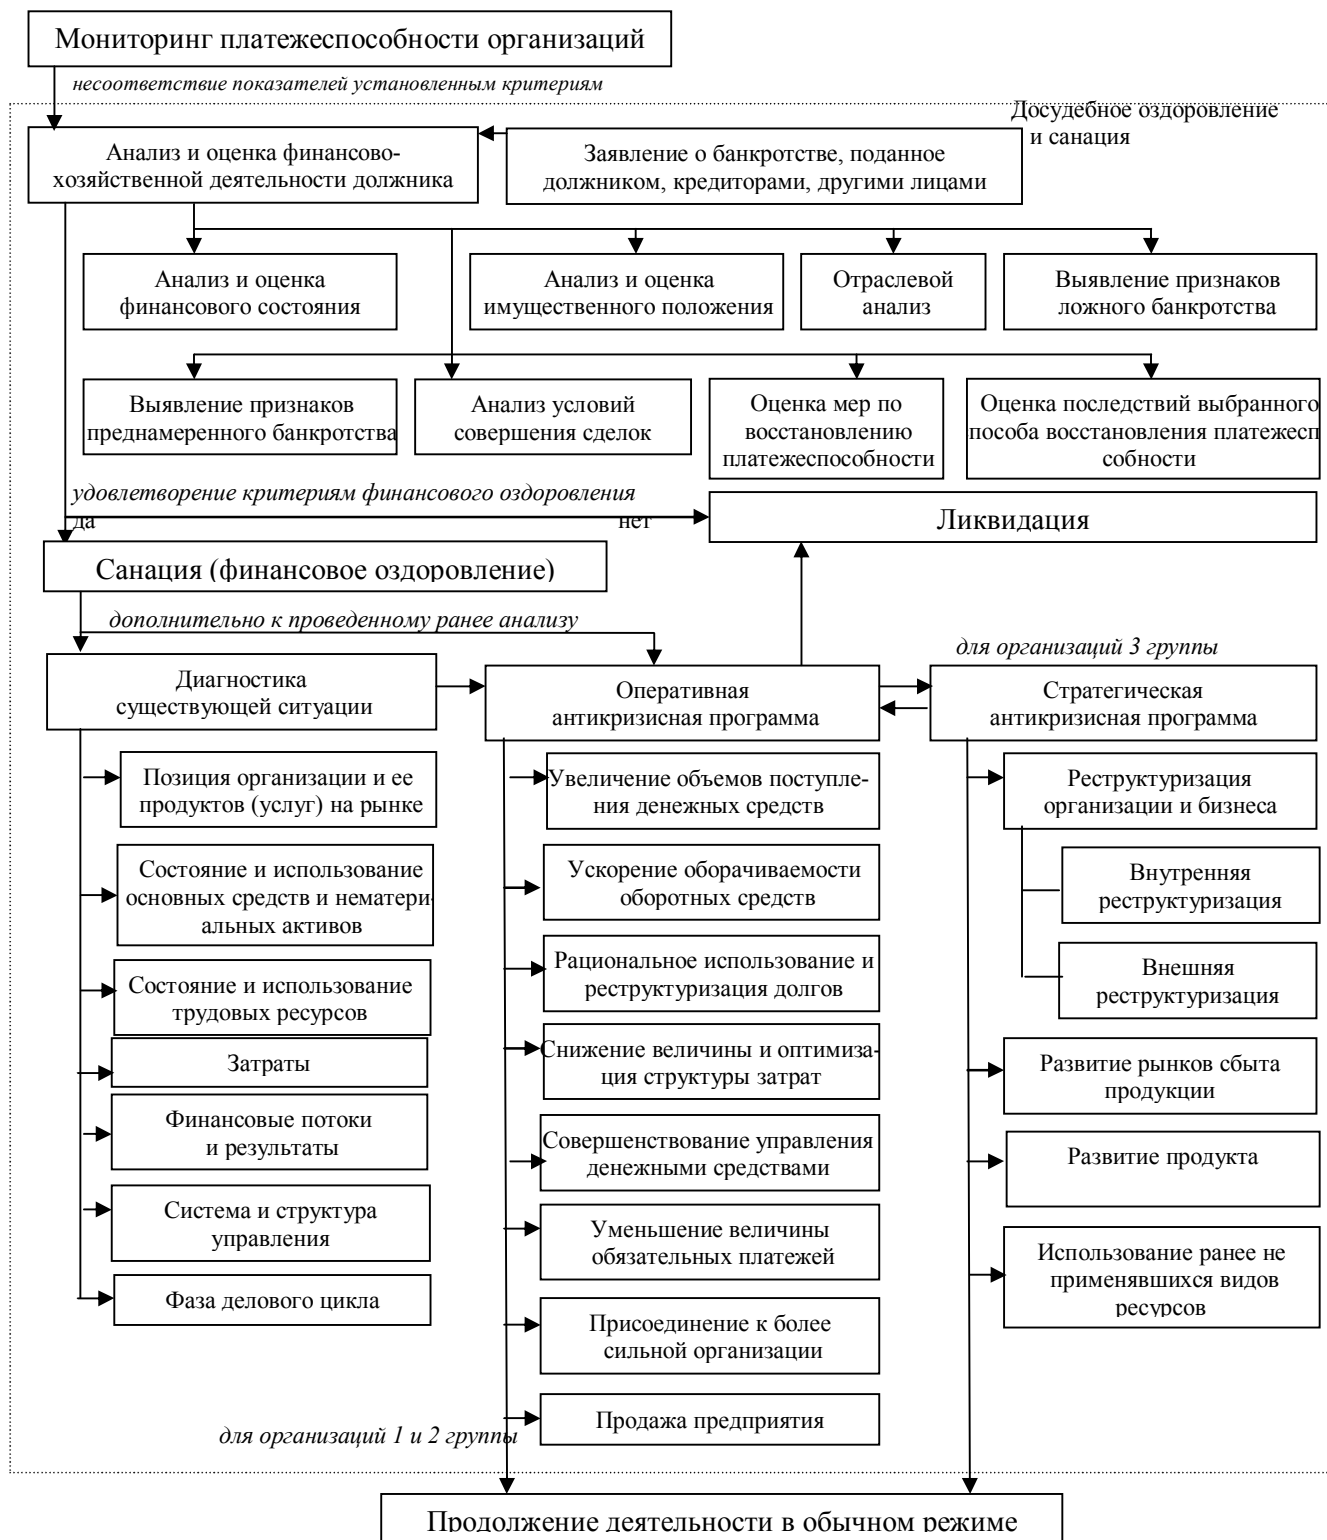 Мониторинг платежеспособности организаций
несоответствие показателей установленным критериям
Досудебное оздоровление
и санация
Анализ и оценка финансово-
хозяйственной деятельности должника
Заявление о банкротстве, поданное
должником, кредиторами, другими лицами
Анализ и оценка
финансового состояния
Анализ и оценка
имущественного положения
Отраслевой
анализ
Выявление признаков
ложного банкротства
Выявление признаков
преднамеренного банкротства
Анализ условий
совершения сделок
Оценка мер по
восстановлению
платежеспособности
Оценка последствий выбранного
пособа восстановления платежесп
собности
удовлетворение критериям финансового оздоровления
да
нет
Ликвидация
Санация (финансовое оздоровление)
дополнительно к проведенному ранее анализу
для организаций 3 группы
Диагностика
существующей ситуации
Оперативная
антикризисная программа
Стратегическая
антикризисная программа
Позиция организации и ее
продуктов (услуг) на рынке
Состояние и использование
основных средств и нематери-
альных активов
Состояние и использование
трудовых ресурсов
Затраты
Финансовые потоки
и результаты
Система и структура
управления
Фаза делового цикла
Увеличение объемов поступле-
ния денежных средств
Ускорение оборачиваемости
оборотных средств
Рациональное использование и
реструктуризация долгов
Снижение величины и оптимиза-
ция структуры затрат
Совершенствование управления
денежными средствами
Уменьшение величины
обязательных платежей
Присоединение к более
сильной организации
Продажа предприятия
Реструктуризация
организации и бизнеса
Внутренняя
реструктуризация
Внешняя
реструктуризация
Развитие рынков сбыта
продукции
Развитие продукта
Использование ранее не
применявшихся видов
ресурсов
для организаций 1 и 2 группы
Продолжение деятельности в обычном режиме